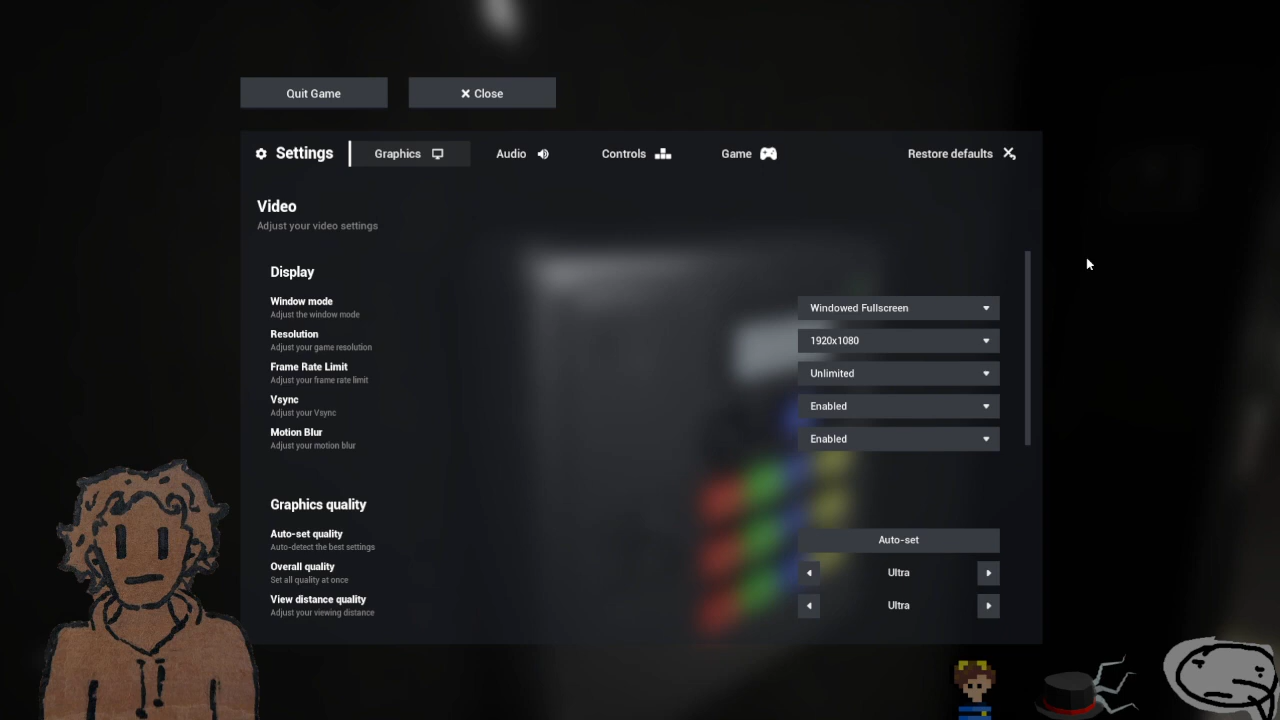 Quit Game
Close
Settings
Graphics
Audio
Controls
Game
Restore defaults
Video
Adjust your video settings
Display
Window mode
Adjust the window mode
Windowed Fullscreen
Resolution
Adjust your game resolution
1920x1080
Frame Rate Limit
Adjust your frame rate limit
Unlimited
Vsync
Adjust your Vsync
Enabled
Motion Blur
Adjust your motion blur
Enabled
Graphics quality
Auto-set quality
Auto-detect the best settings
Auto-set
Overall quality
Set all quality at once
Ultra
View distance quality
Adjust your viewing distance
Ultra